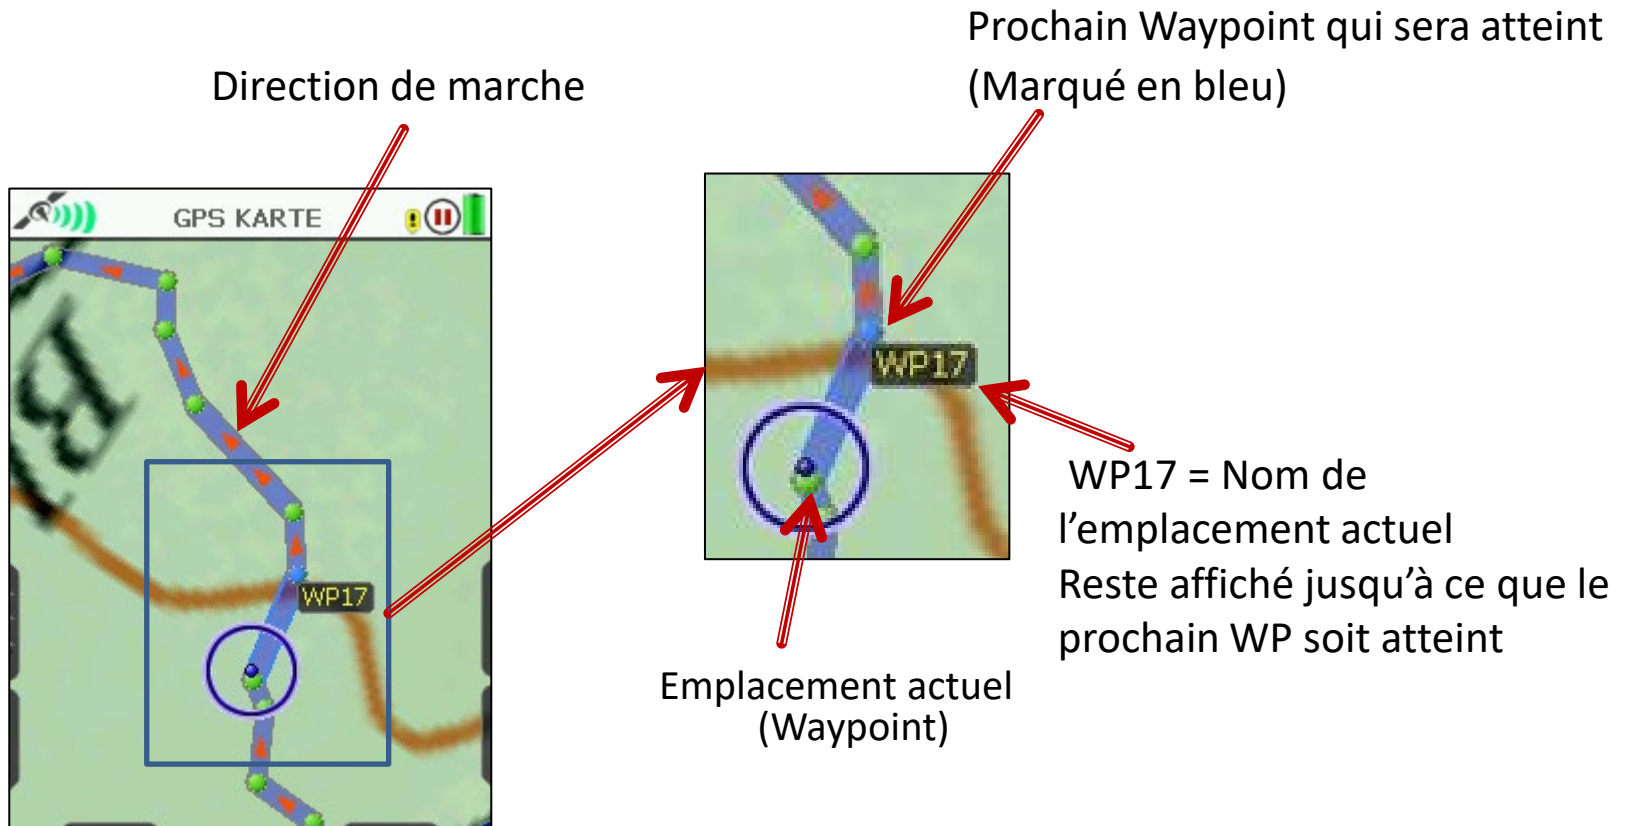 Prochain Waypoint qui sera atteint
(Marqué en bleu)
Direction de marche
GPS KARTE
WP17
WP17
WP17 = Nom de
l’emplacement actuel
Reste affiché jusqu’à ce que le
prochain WP soit atteint
Emplacement actuel
(Waypoint)